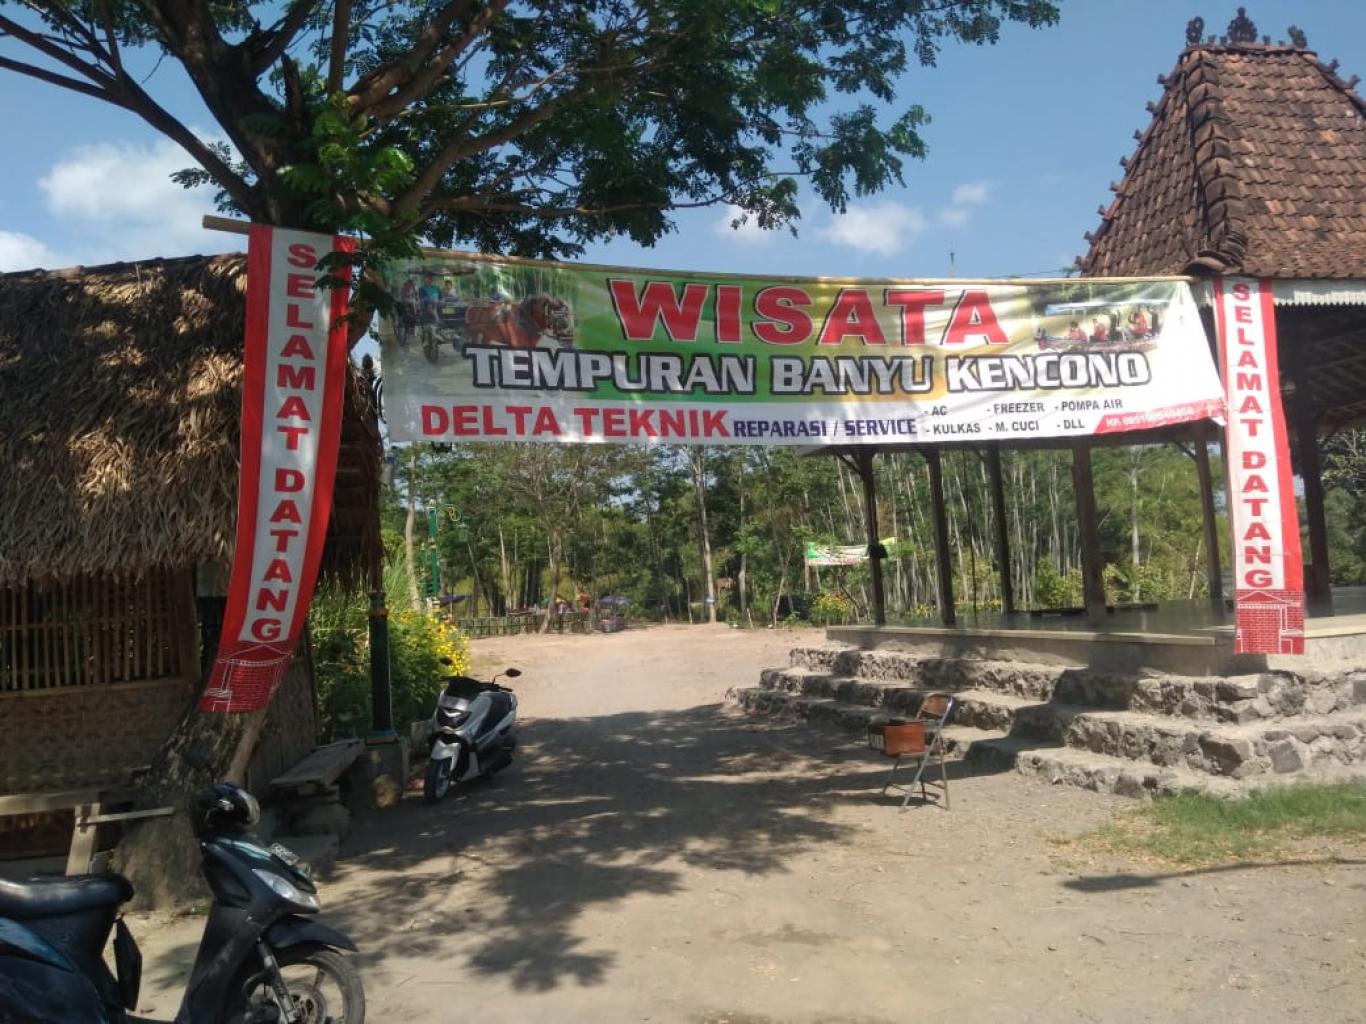 SELAMAT DATANG
WISATA
TEMPURAN BANYU KENCONO
DELTA TEKNIK REPARASI / SERVICE
- AC - FREEZER - POMPA AIR
- KULKAS - M. CUCI - DLL
HP.
SELAMAT DATANG